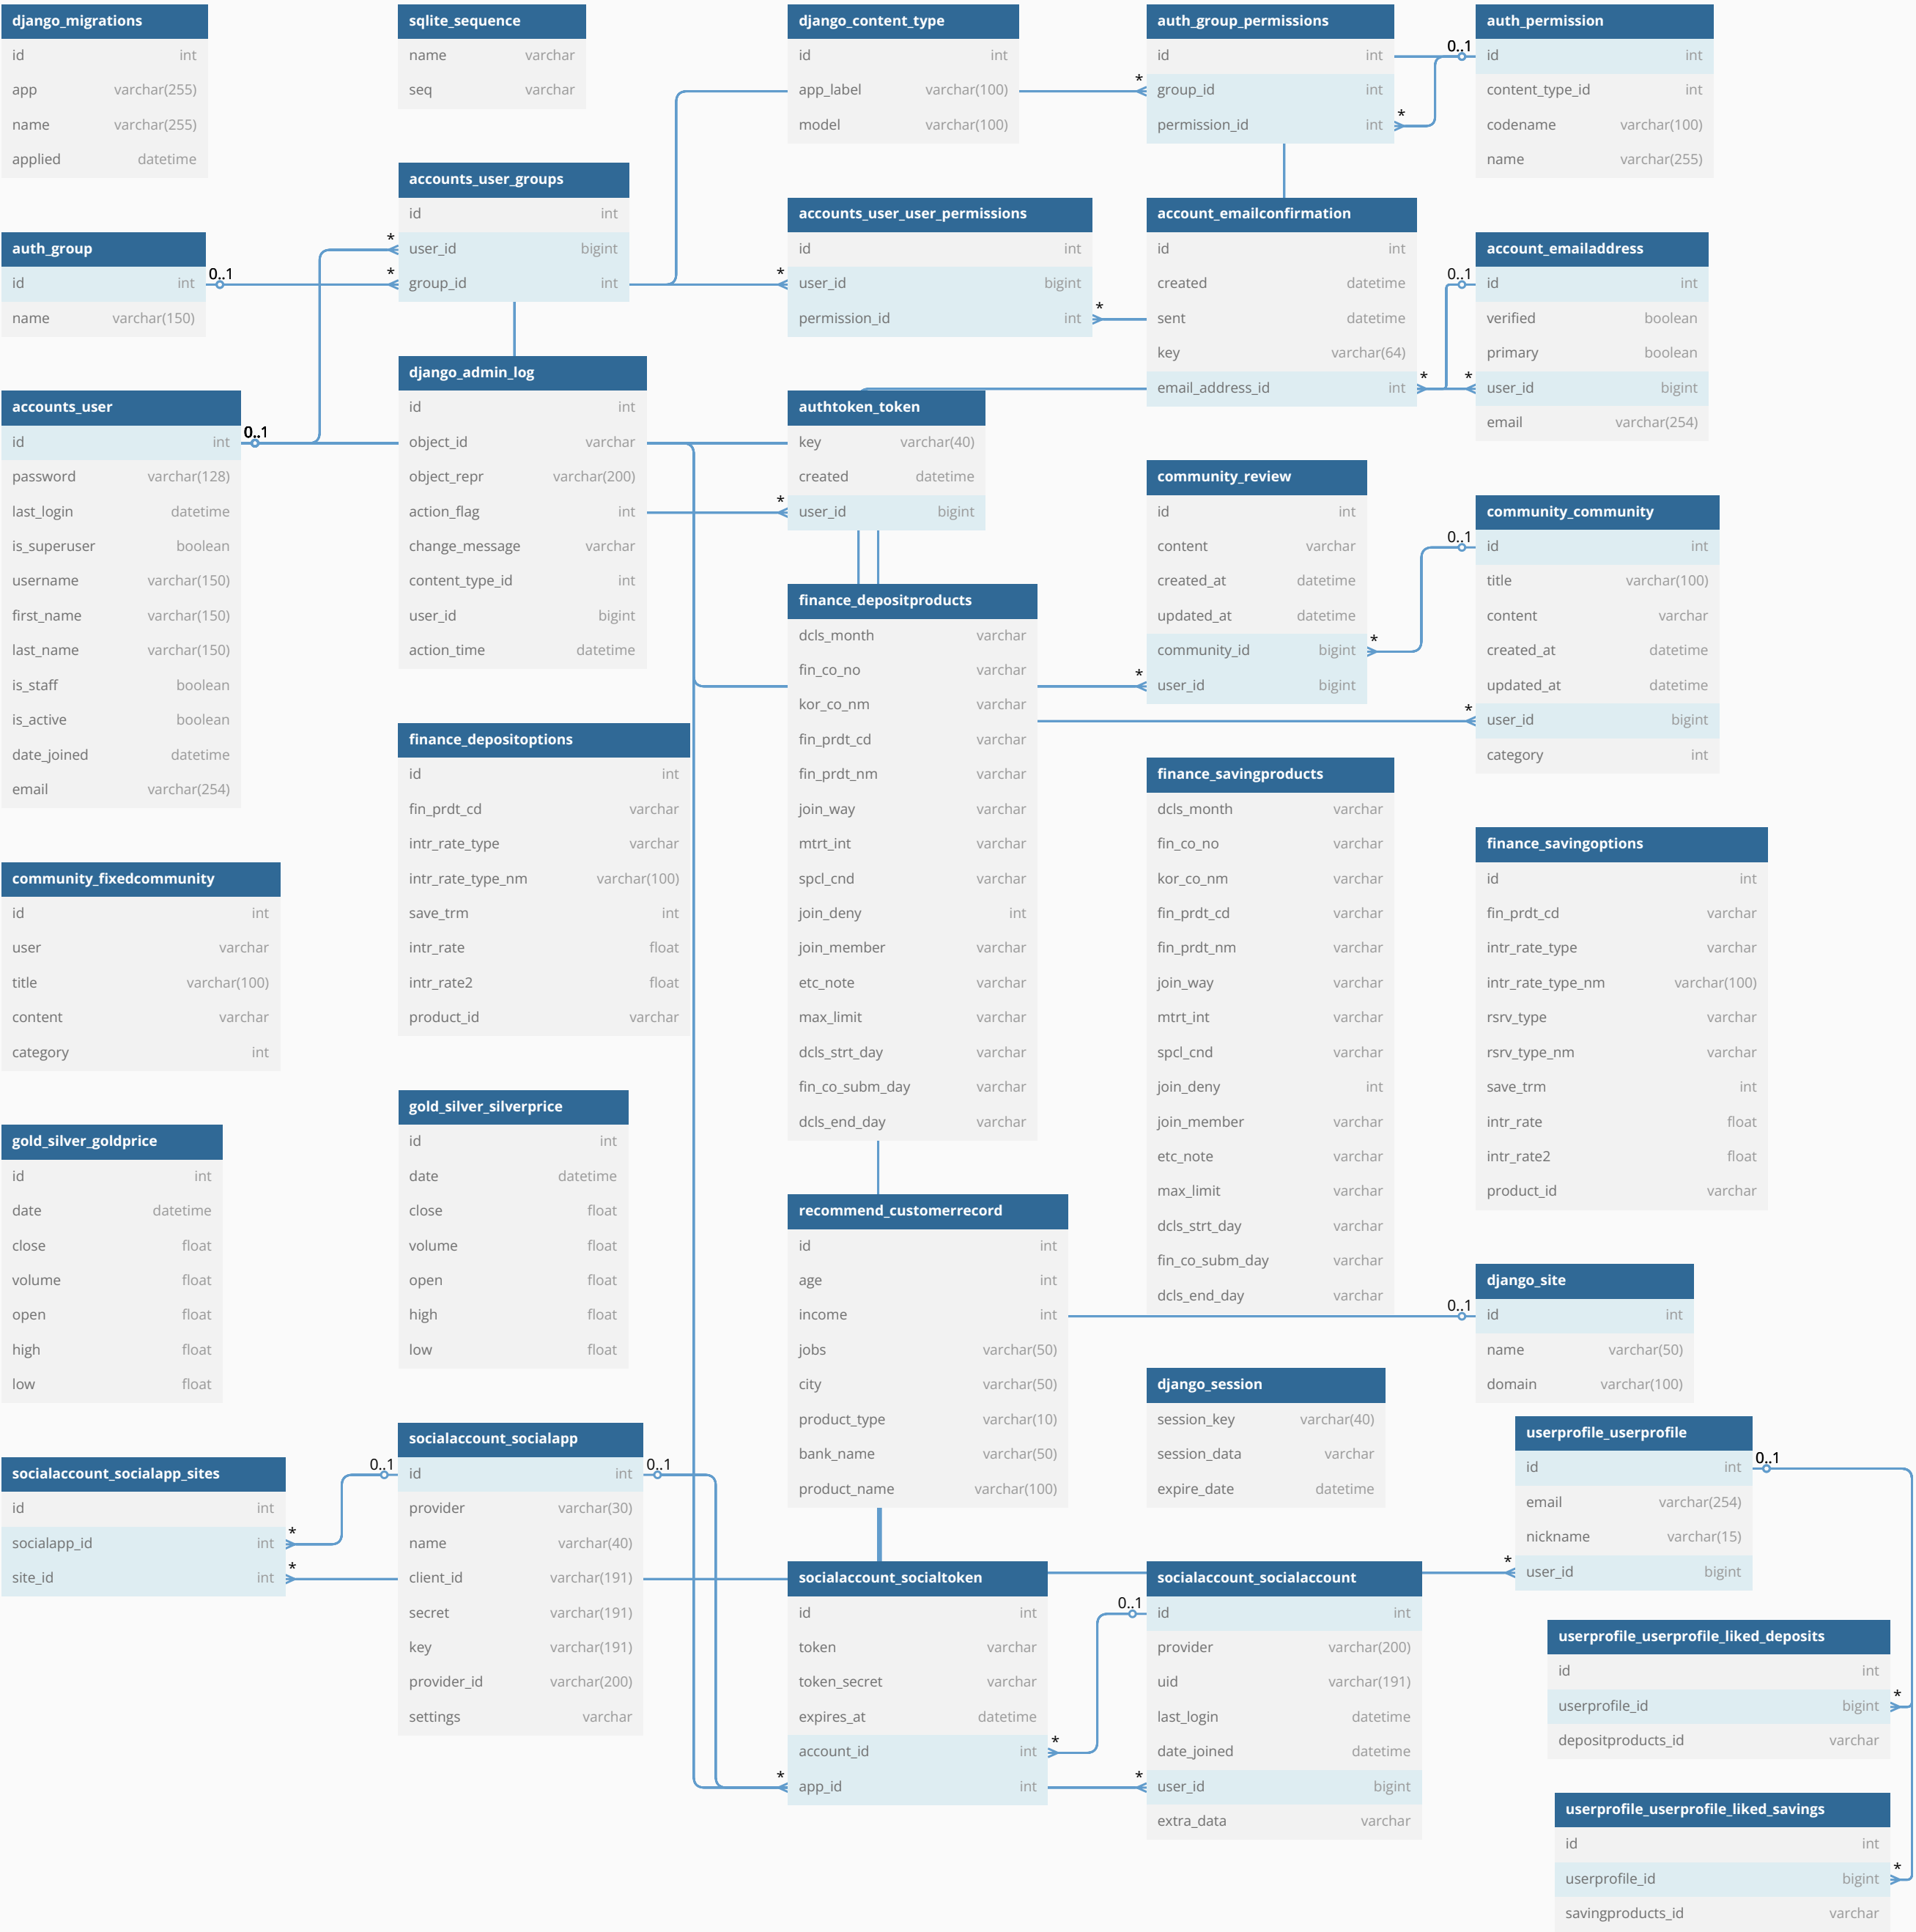 django_migrations
id int
app varchar(255)
name varchar(255)
applied datetime
sqlite_sequence
name varchar
seq varchar
django_content_type
id int
app_label varchar(100)
model varchar(100)
auth_group_permissions
id int
group_id int
permission_id int
*
*
auth_permission
id int
content_type_id int
codename varchar(100)
name varchar(255)
0..1
auth_group
id int
name varchar(150)
0..1
accounts_user_groups
id int
user_id bigint
group_id int
*
*
accounts_user_user_permissions
id int
user_id bigint
permission_id int
*
*
account_emailconfirmation
id int
created datetime
sent datetime
key varchar(64)
email_address_id int
*
account_emailaddress
id int
verified boolean
primary boolean
user_id bigint
email varchar(254)
0..1
*
accounts_user
id int
password varchar(128)
last_login datetime
is_superuser boolean
username varchar(150)
first_name varchar(150)
last_name varchar(150)
is_staff boolean
is_active boolean
date_joined datetime
email varchar(254)
0..1
django_admin_log
id int
object_id varchar
object_repr varchar(200)
action_flag int
change_message varchar
content_type_id int
user_id bigint
action_time datetime
authtoken_token
key varchar(40)
created datetime
user_id bigint
*
community_review
id int
content varchar
created_at datetime
updated_at datetime
community_id bigint
user_id bigint
*
*
community_community
id int
title varchar(100)
content varchar
created_at datetime
updated_at datetime
user_id bigint
category int
0..1
*
finance_depositproducts
dcls_month varchar
fin_co_no varchar
kor_co_nm varchar
fin_prdt_cd varchar
fin_prdt_nm varchar
join_way varchar
mtrt_int varchar
spcl_cnd varchar
join_deny int
join_member varchar
etc_note varchar
max_limit varchar
dcls_strt_day varchar
fin_co_subm_day varchar
dcls_end_day varchar
finance_depositoptions
id int
fin_prdt_cd varchar
intr_rate_type varchar
intr_rate_type_nm varchar(100)
save_trm int
intr_rate float
intr_rate2 float
product_id varchar
finance_savingproducts
dcls_month varchar
fin_co_no varchar
kor_co_nm varchar
fin_prdt_cd varchar
fin_prdt_nm varchar
join_way varchar
mtrt_int varchar
spcl_cnd varchar
join_deny int
join_member varchar
etc_note varchar
max_limit varchar
dcls_strt_day varchar
fin_co_subm_day varchar
dcls_end_day varchar
finance_savingoptions
id int
fin_prdt_cd varchar
intr_rate_type varchar
intr_rate_type_nm varchar(100)
rsrv_type varchar
rsrv_type_nm varchar
save_trm int
intr_rate float
intr_rate2 float
product_id varchar
community_fixedcommunity
id int
user varchar
title varchar(100)
content varchar
category int
gold_silver_goldprice
id int
date datetime
close float
volume float
open float
high float
low float
gold_silver_silverprice
id int
date datetime
close float
volume float
open float
high float
low float
recommend_customerrecord
id int
age int
income int
jobs varchar(50)
city varchar(50)
product_type varchar(10)
bank_name varchar(50)
product_name varchar(100)
django_site
id int
name varchar(50)
domain varchar(100)
0..1
django_session
session_key varchar(40)
session_data varchar
expire_date datetime
socialaccount_socialapp_sites
id int
socialapp_id int
site_id int
*
*
socialaccount_socialapp
id int
provider varchar(30)
name varchar(40)
client_id varchar(191)
secret varchar(191)
key varchar(191)
provider_id varchar(200)
settings varchar
0..1
0..1
socialaccount_socialtoken
id int
token varchar
token_secret varchar
expires_at datetime
account_id int
app_id int
*
*
socialaccount_socialaccount
id int
provider varchar(200)
uid varchar(191)
last_login datetime
date_joined datetime
user_id bigint
extra_data varchar
0..1
*
userprofile_userprofile
id int
email varchar(254)
nickname varchar(15)
user_id bigint
0..1
*
userprofile_userprofile_liked_deposits
id int
userprofile_id bigint
depositproducts_id varchar
*
userprofile_userprofile_liked_savings
id int
userprofile_id bigint
savingproducts_id varchar
*